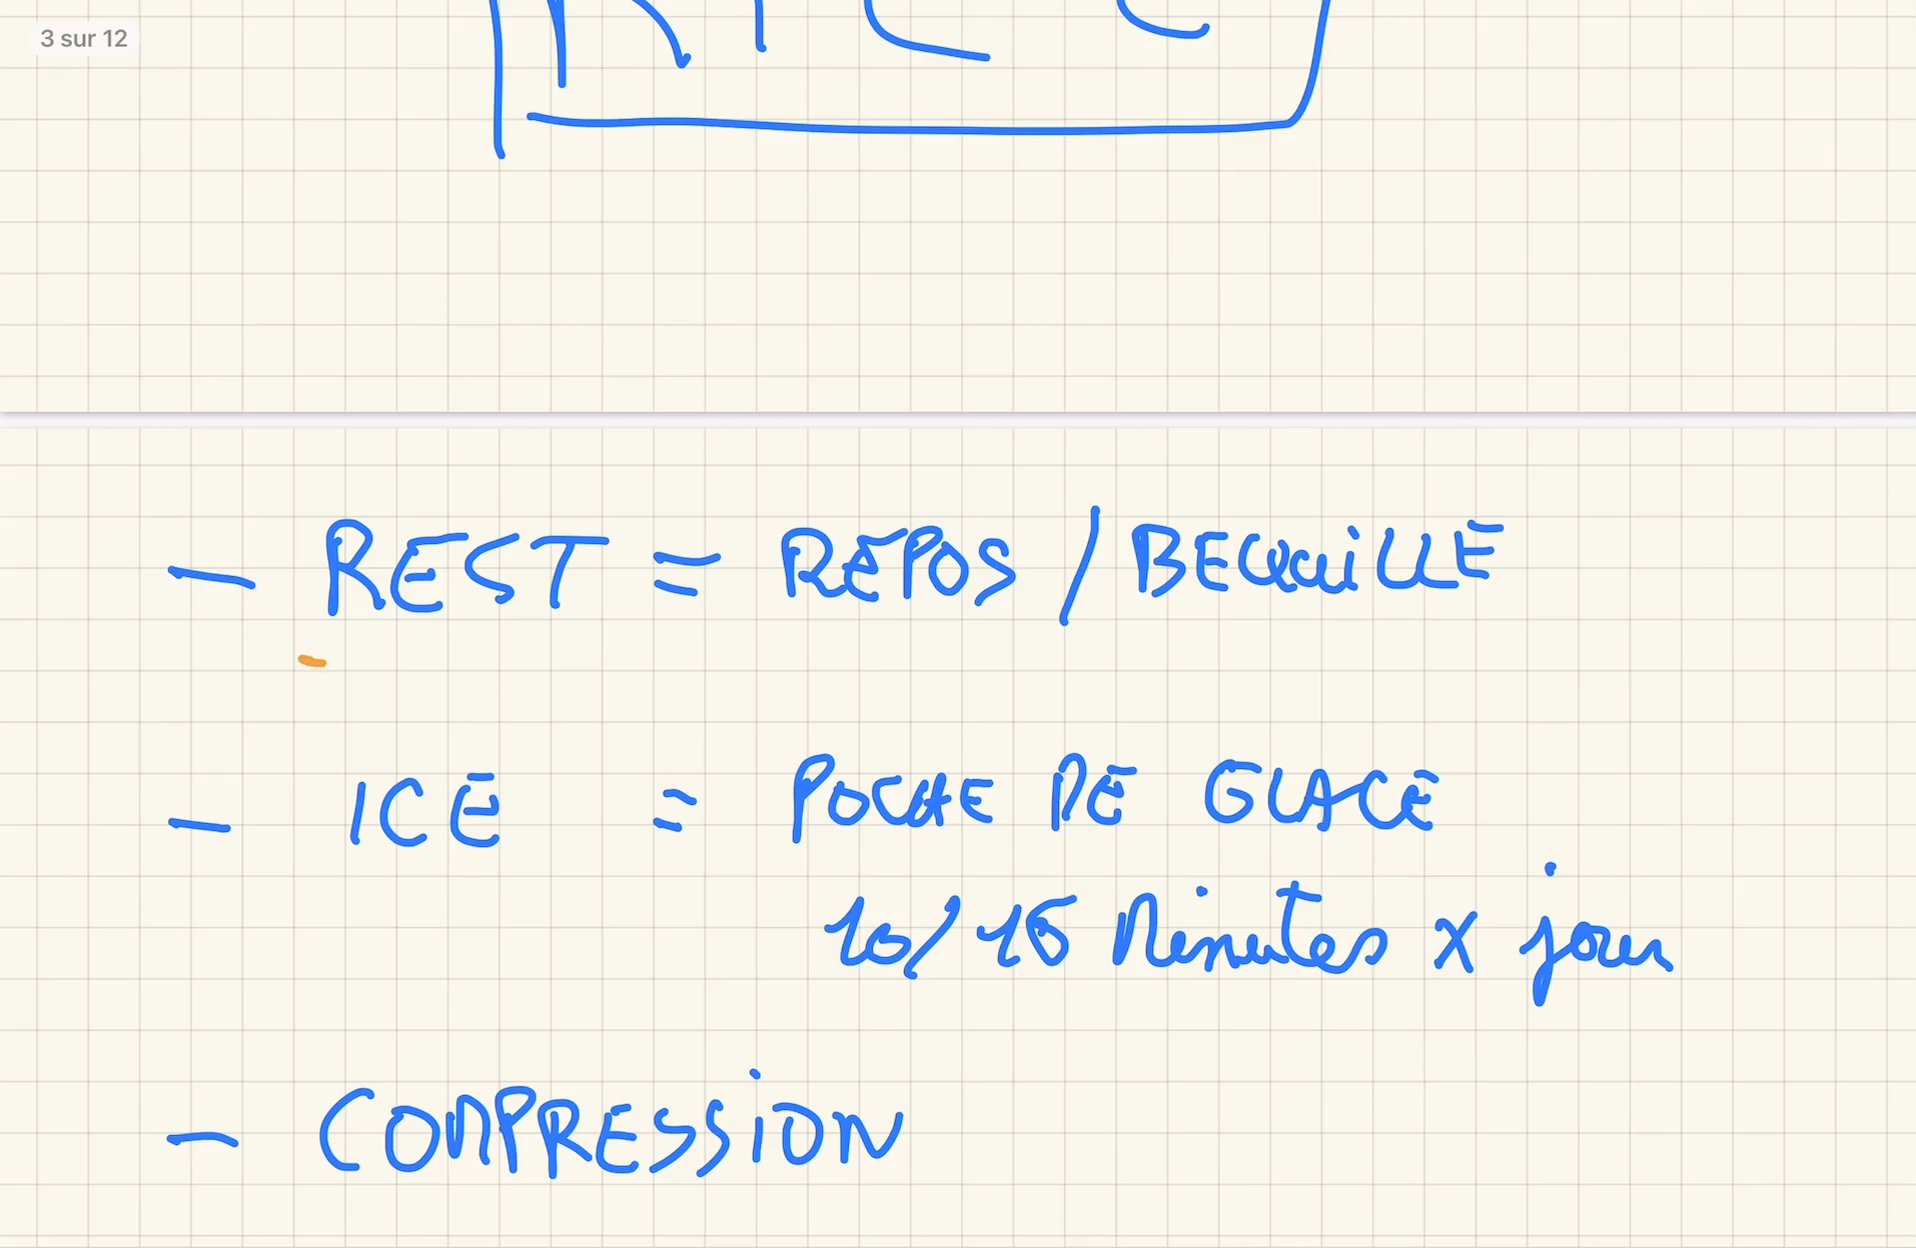 3 sur 12
- REST = REPOS / BEQUILLE
- ICE = POCHE DE GLACE
10/15 Minutes x jour
- COMPRESSION